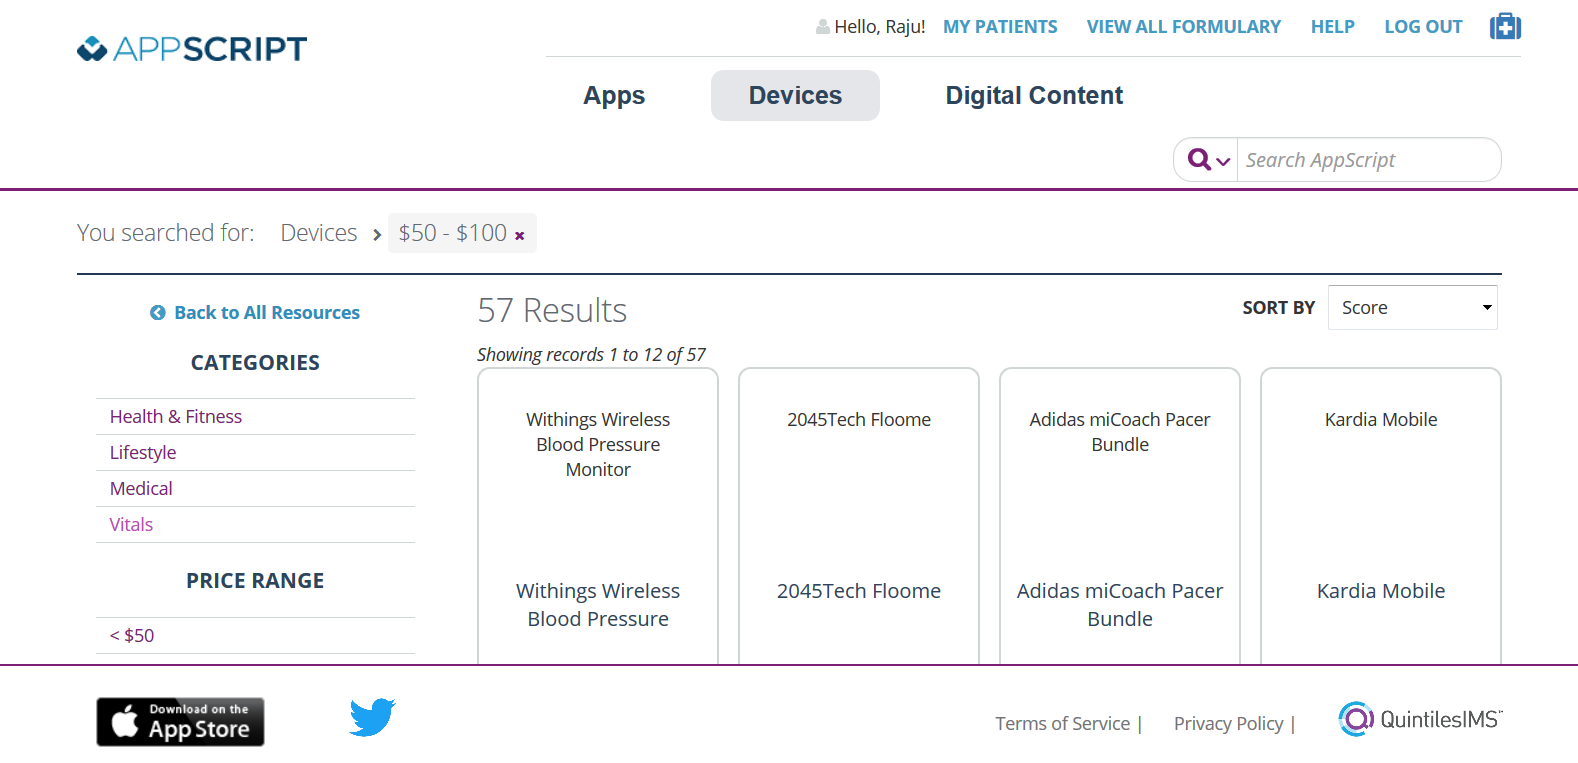 Hello, Raju! MY PATIENTS VIEW ALL FORMULARY HELP LOG OUT
APPSCRIPT
Apps Devices Digital Content
Search AppScript
You searched for: Devices $50 - $100
Back to All Resources
CATEGORIES
Health & Fitness
Lifestyle
Medical
Vitals
PRICE RANGE
< $50
57 Results
SORT BY Score
Showing records 1 to 12 of 57
Withings Wireless
Blood Pressure
Monitor
Withings Wireless
Blood Pressure
2045Tech Floome
2045Tech Floome
Adidas miCoach Pacer
Bundle
Adidas miCoach Pacer
Bundle
Kardia Mobile
Kardia Mobile
Download on the
App Store
Terms of Service |
Privacy Policy |
QuintilesIMS™